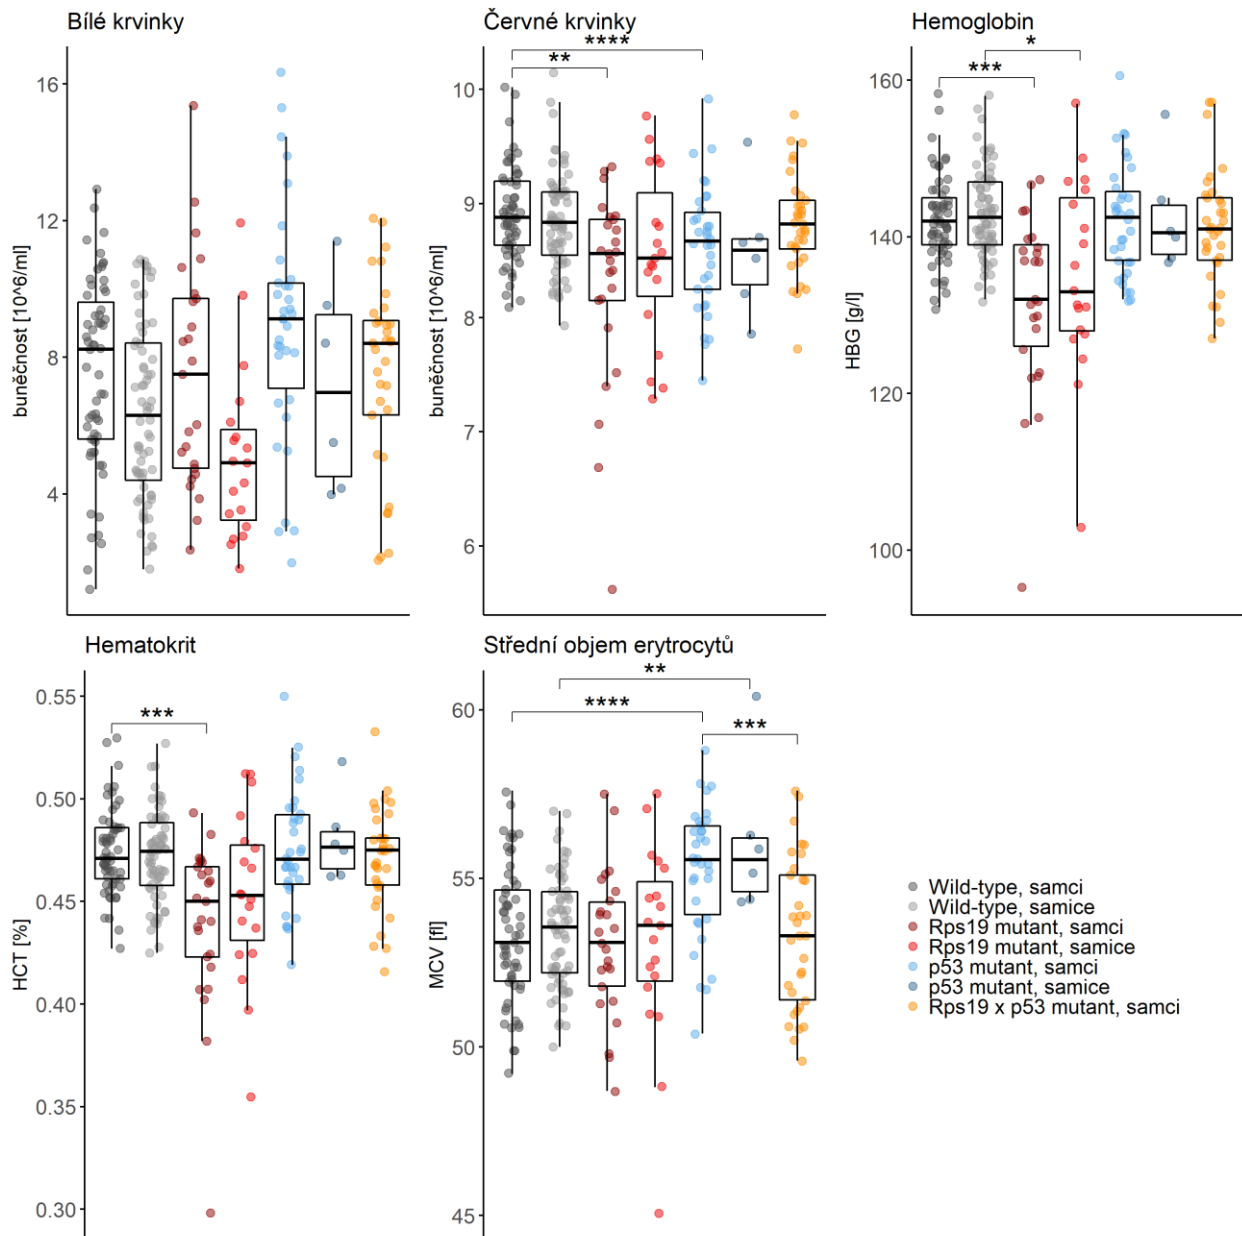 Bílé krvinky
buněčnost [10^6/ml]
16
12
8
4
Červné krvinky
buněčnost [10^6/ml]
10
9
8
7
6
****
**
Hemoglobin
HBG [g/l]
160
140
120
100
*
***
Hematokrit
HCT [%]
0.55
0.50
0.45
0.40
0.35
0.30
***
Střední objem erytrocytů
MCV [fl]
60
55
50
45
**
****
***
Wild-type, samci
Wild-type, samice
Rps19 mutant, samci
Rps19 mutant, samice
p53 mutant, samci
p53 mutant, samice
Rps19 x p53 mutant, samci